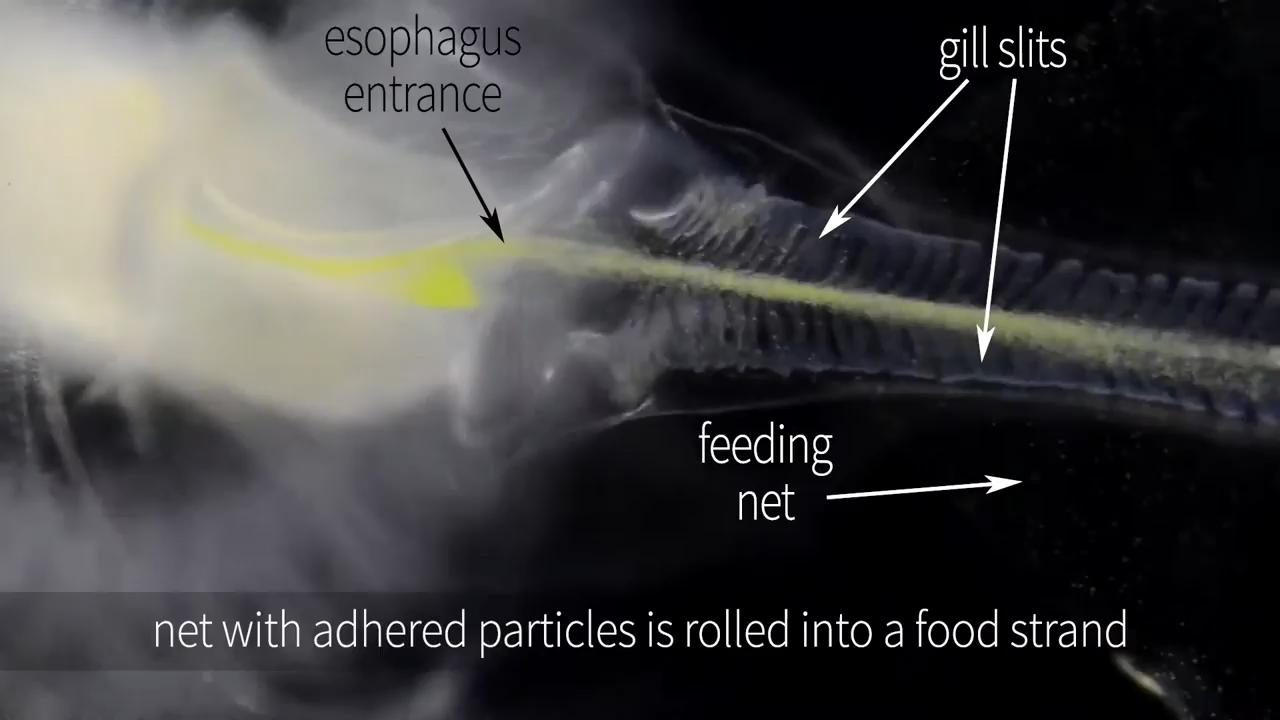 esophagus
entrance
gill slits
feeding
net
net with adhered particles is rolled into a food strand